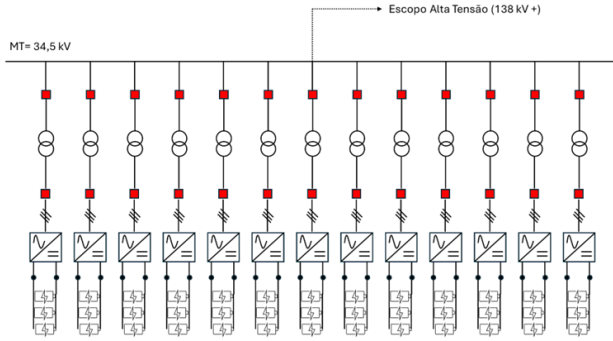 Escopo Alta Tensão (138 kV +)
MT= 34,5 kV